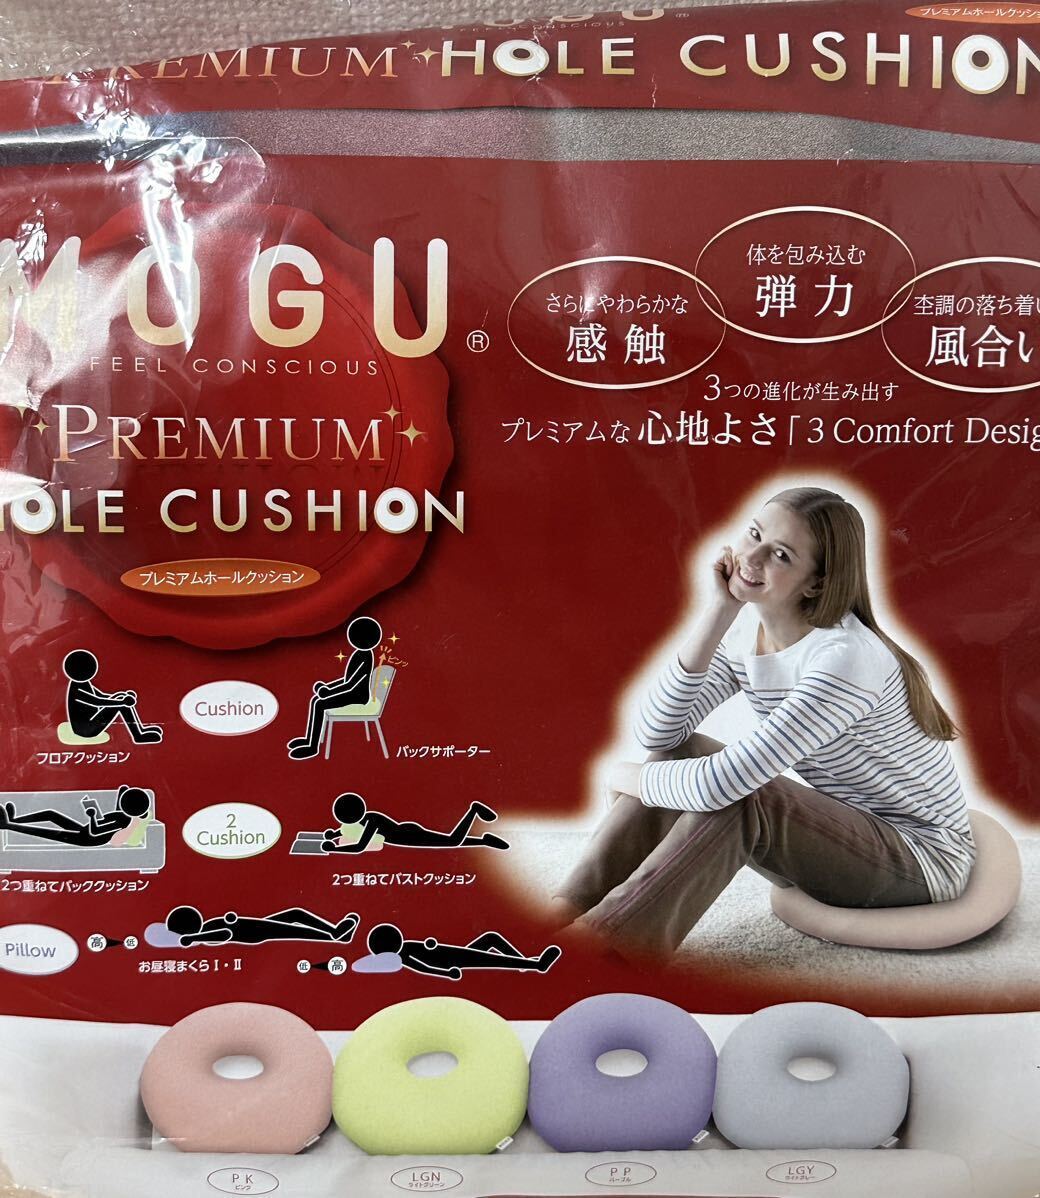 FEEL CONSCIOUS
プレミアムホールクッション
PREMIUM HOLE CUSHION
MOGU®
FEEL CONSCIOUS
PREMIUM
HOLE CUSHION
プレミアムホールクッション
さらにやわらかな
感触
体を包み込む
弾力
杢調の落ち着い
風合い
3つの進化が生み出す
プレミアムな心地よさ「3 Comfort Desig
Cushion
フロアクッション
ピンッ
バックサポーター
2
Cushion
2つ重ねてバッククッション
2つ重ねてバストクッション
Pillow
高 低
お昼寝まくらⅠ・Ⅱ
低 高
PK
ピンク
LGN
ライトグリーン
PP
パープル
LGY
ライトグレー